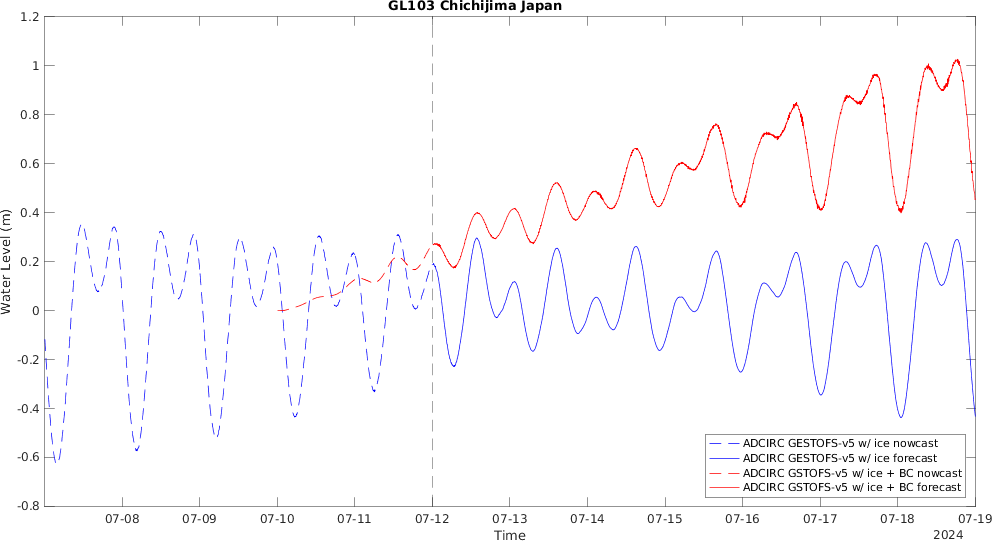 GL103 Chichijima Japan
Water Level (m)
1.2
1
0.8
0.6
0.4
0.2
0
-0.2
-0.4
-0.6
-0.8
ADCIRC GESTOFS-v5 w/ ice nowcast
ADCIRC GESTOFS-v5 w/ ice forecast
ADCIRC GSTOFS-v5 w/ ice + BC nowcast
ADCIRC GSTOFS-v5 w/ ice + BC forecast
07-08 07-09 07-10 07-11 07-12 07-13 07-14 07-15 07-16 07-17 07-18 07-19
Time
2024